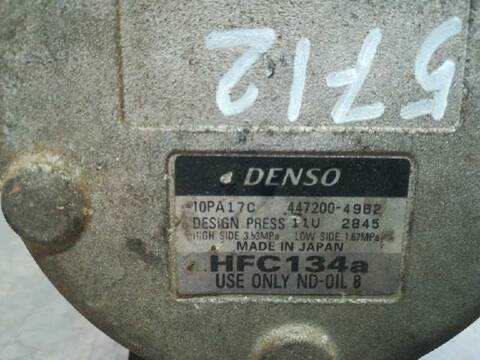 5712
DENSO
10PA17C 447200-4982
DESIGN PRESS 11U 2845
HIGH SIDE 3.53MPa LOW SIDE 1.67MPa
MADE IN JAPAN
HFC134a
USE ONLY ND-OIL 8